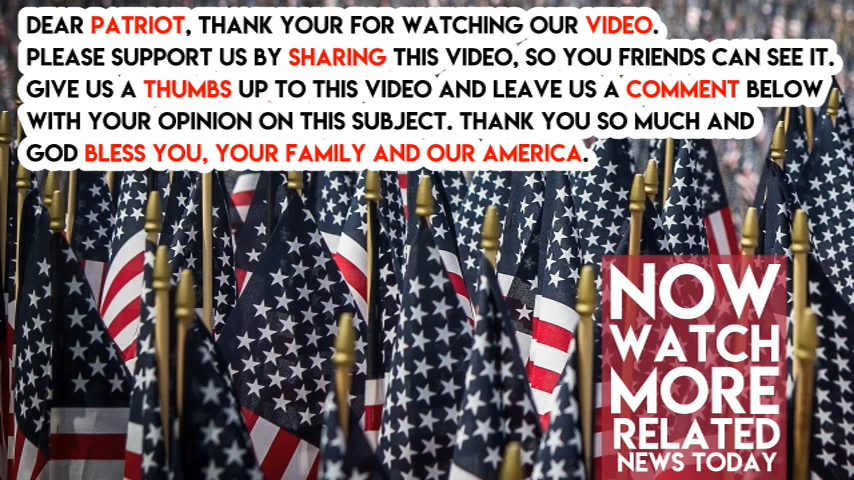 DEAR PATRIOT, THANK YOUR FOR WATCHING OUR VIDEO.
PLEASE SUPPORT US BY SHARING THIS VIDEO, SO YOU FRIENDS CAN SEE IT.
GIVE US A THUMBS UP TO THIS VIDEO AND LEAVE US A COMMENT BELOW
WITH YOUR OPINION ON THIS SUBJECT. THANK YOU SO MUCH AND
GOD BLESS YOU, YOUR FAMILY AND OUR AMERICA.
NOW
WATCH
MORE
RELATED
NEWS TODAY